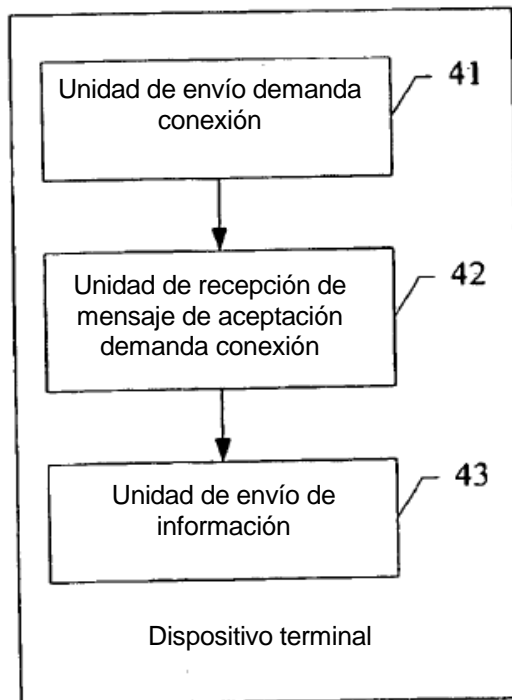 Unidad de envío demanda
conexión
41
Unidad de recepción de
mensaje de aceptación
demanda conexión
42
Unidad de envío de
información
43
Dispositivo terminal